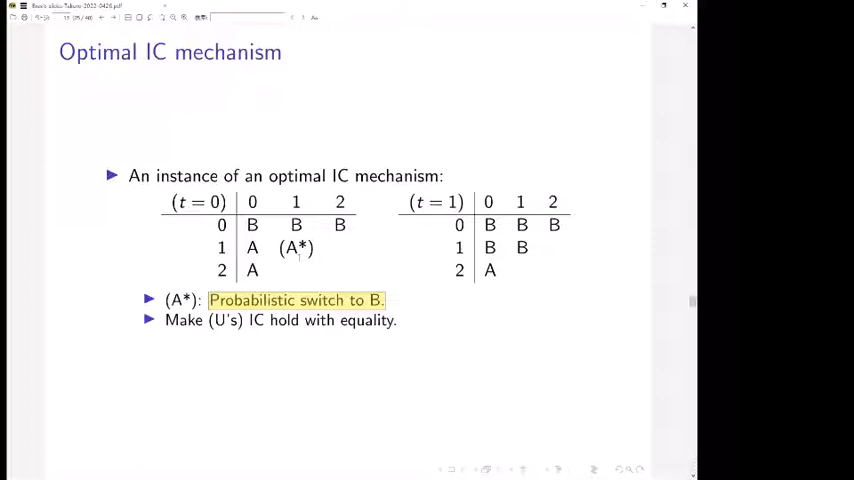 Optimal IC mechanism
▶ An instance of an optimal IC mechanism:
(t = 0) 0 1 2 (t = 1) 0 1 2
0 B B B 0 B B B
1 A (A*) 1 B B
2 A 2 A
▶ (A*): Probabilistic switch to B.
▶ Make (U's) IC hold with equality.